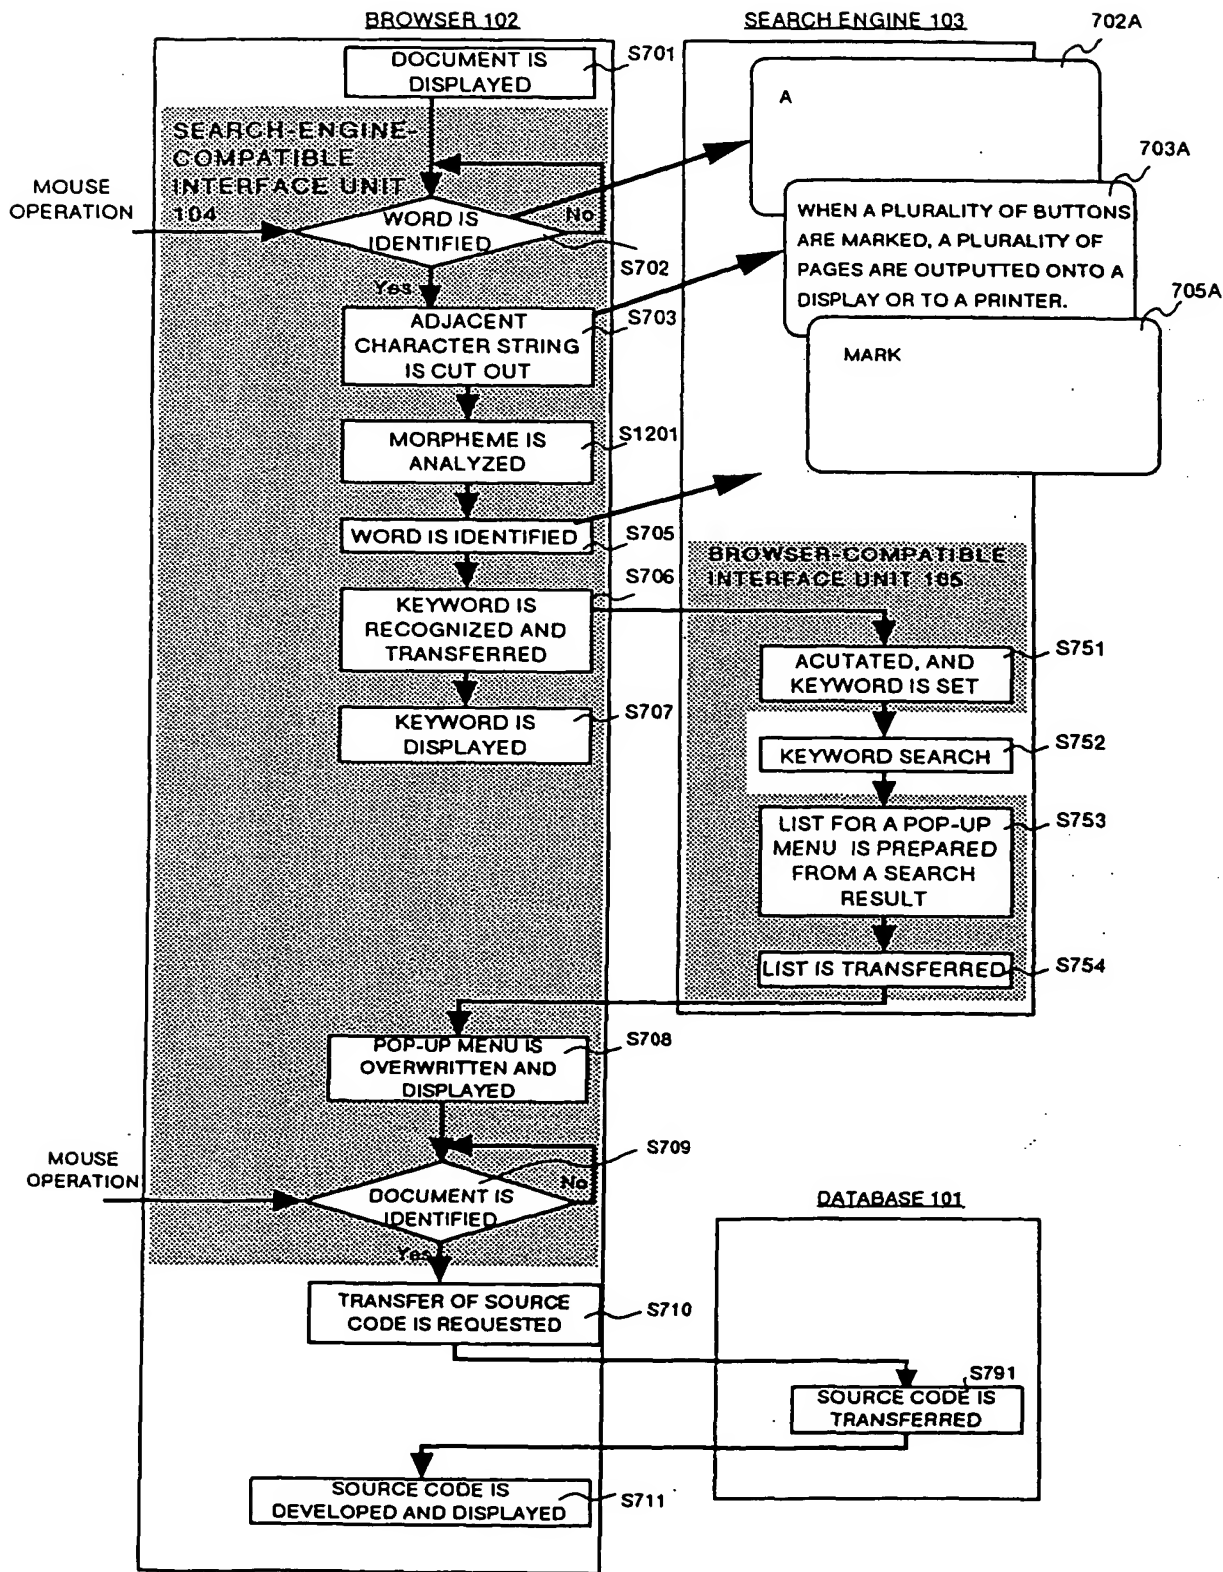 BROWSER 102
SEARCH ENGINE 103
702A
S701
DOCUMENT IS
DISPLAYED
A
SEARCH-ENGINE-
COMPATIBLE
INTERFACE UNIT
104
703A
MOUSE
OPERATION
WORD IS
IDENTIFIED
No
S702
Yes
WHEN A PLURALITY OF BUTTONS
ARE MARKED, A PLURALITY OF
PAGES ARE OUTPUTTED ONTO A
DISPLAY OR TO A PRINTER.
705A
ADJACENT
CHARACTER STRING
IS CUT OUT
S703
MARK
MORPHEME IS
ANALYZED
S1201
WORD IS IDENTIFIED
S705
BROWSER-COMPATIBLE
INTERFACE UNIT 105
S706
KEYWORD IS
RECOGNIZED AND
TRANSFERRED
S751
ACUTATED, AND
KEYWORD IS SET
S707
KEYWORD IS
DISPLAYED
S752
KEYWORD SEARCH
S753
LIST FOR A POP-UP
MENU IS PREPARED
FROM A SEARCH
RESULT
LIST IS TRANSFERRED
S754
S708
POP-UP MENU IS
OVERWRITTEN AND
DISPLAYED
MOUSE
OPERATION
S709
DOCUMENT IS
IDENTIFIED
No
Yes
DATABASE 101
TRANSFER OF SOURCE
CODE IS REQUESTED
S710
S791
SOURCE CODE IS
TRANSFERRED
SOURCE CODE IS
DEVELOPED AND DISPLAYED
S711